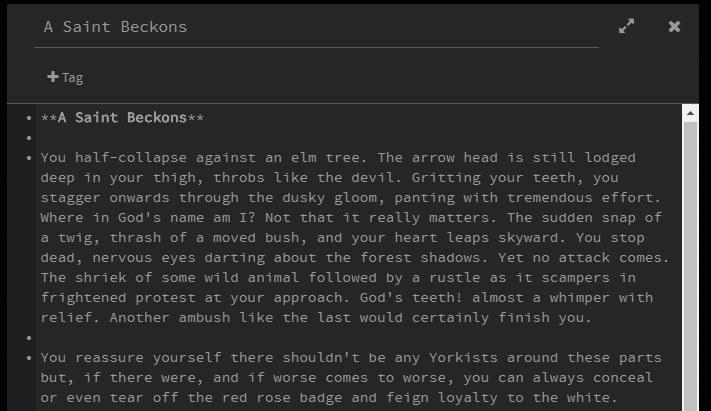 A Saint Beckons
+ Tag
**A Saint Beckons**
You half-collapse against an elm tree. The arrow head is still lodged
deep in your thigh, throbs like the devil. Gritting your teeth, you
stagger onwards through the dusky gloom, panting with tremendous effort.
Where in God's name am I? Not that it really matters. The sudden snap of
a twig, thrash of a moved bush, and your heart leaps skyward. You stop
dead, nervous eyes darting about the forest shadows. Yet no attack comes.
The shriek of some wild animal followed by a rustle as it scampers in
frightened protest at your approach. God's teeth! almost a whimper with
relief. Another ambush like the last would certainly finish you.
You reassure yourself there shouldn't be any Yorkists around these parts
but, if there were, and if worse comes to worse, you can always conceal
or even tear off the red rose badge and feign loyalty to the white.